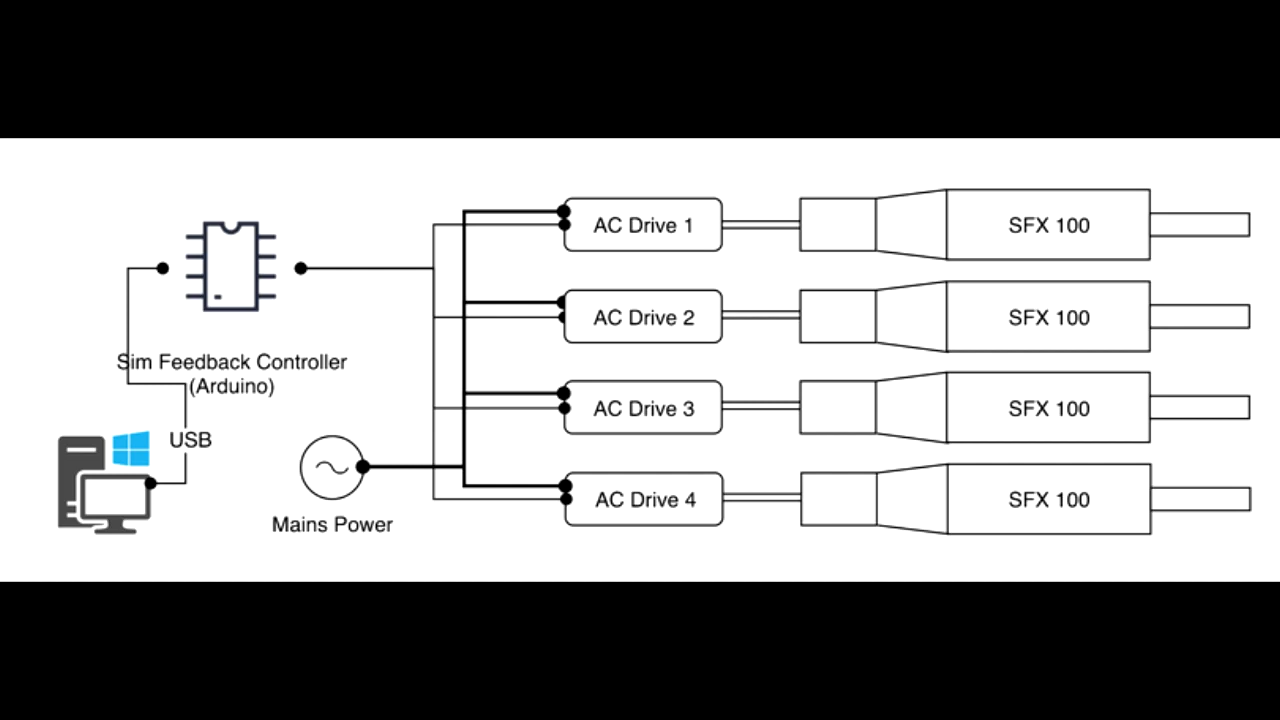 AC Drive 1
SFX 100
AC Drive 2
SFX 100
Sim Feedback Controller
(Arduino)
AC Drive 3
SFX 100
USB
Mains Power
AC Drive 4
SFX 100